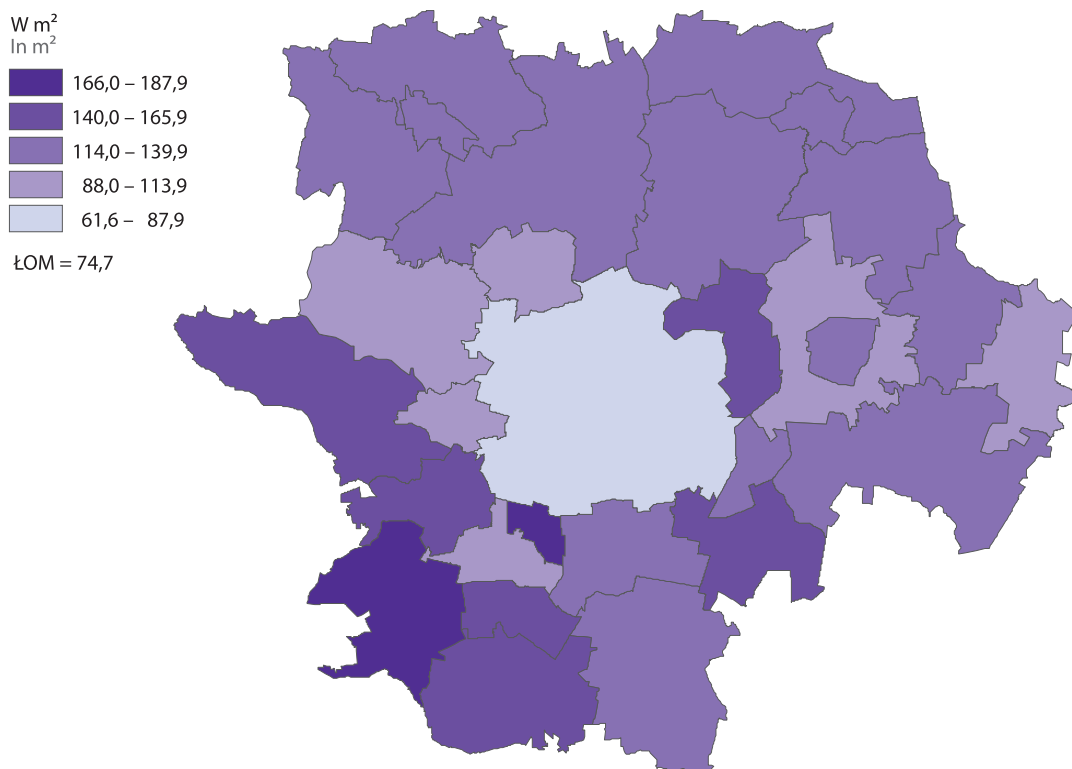 W m²
In m²
166,0 – 187,9
140,0 – 165,9
114,0 – 139,9
88,0 – 113,9
61,6 – 87,9
ŁOM = 74,7